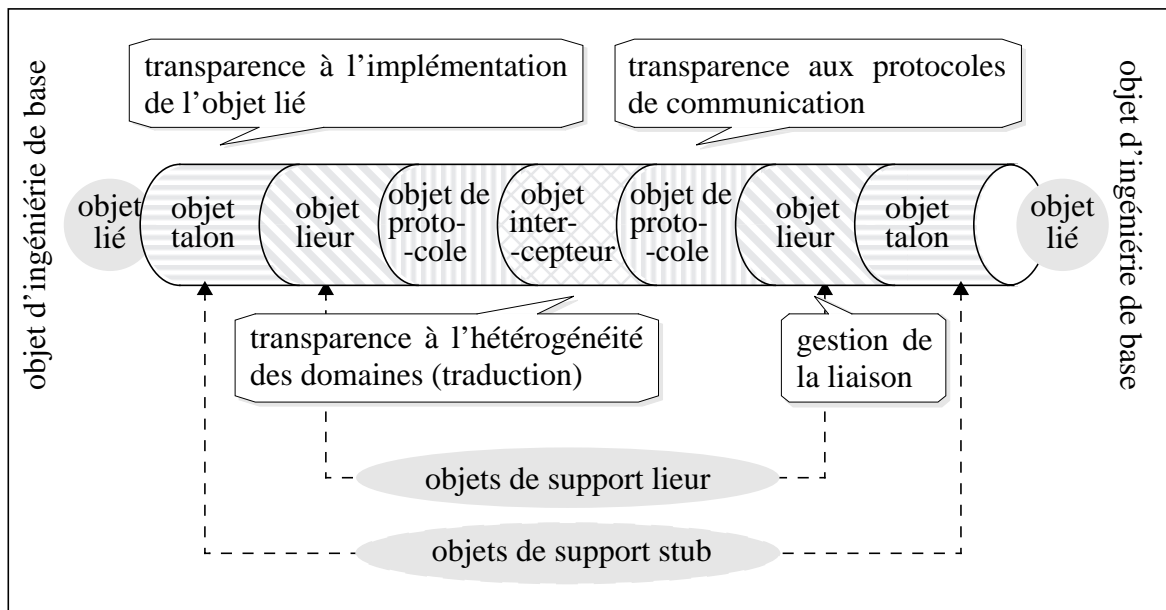 objet d'ingéniérie de base
transparence à l'implémentation
de l'objet lié
transparence aux protocoles
de communication
objet d'ingéniérie de base
objet
lié
objet
talon
objet
lieur
objet de
proto-
-cole
objet
inter-
-cepteur
objet de
proto-
-cole
objet
lieur
objet
talon
objet
lié
transparence à l'hétérogénéité
des domaines (traduction)
gestion de
la liaison
objets de support lieur
objets de support stub